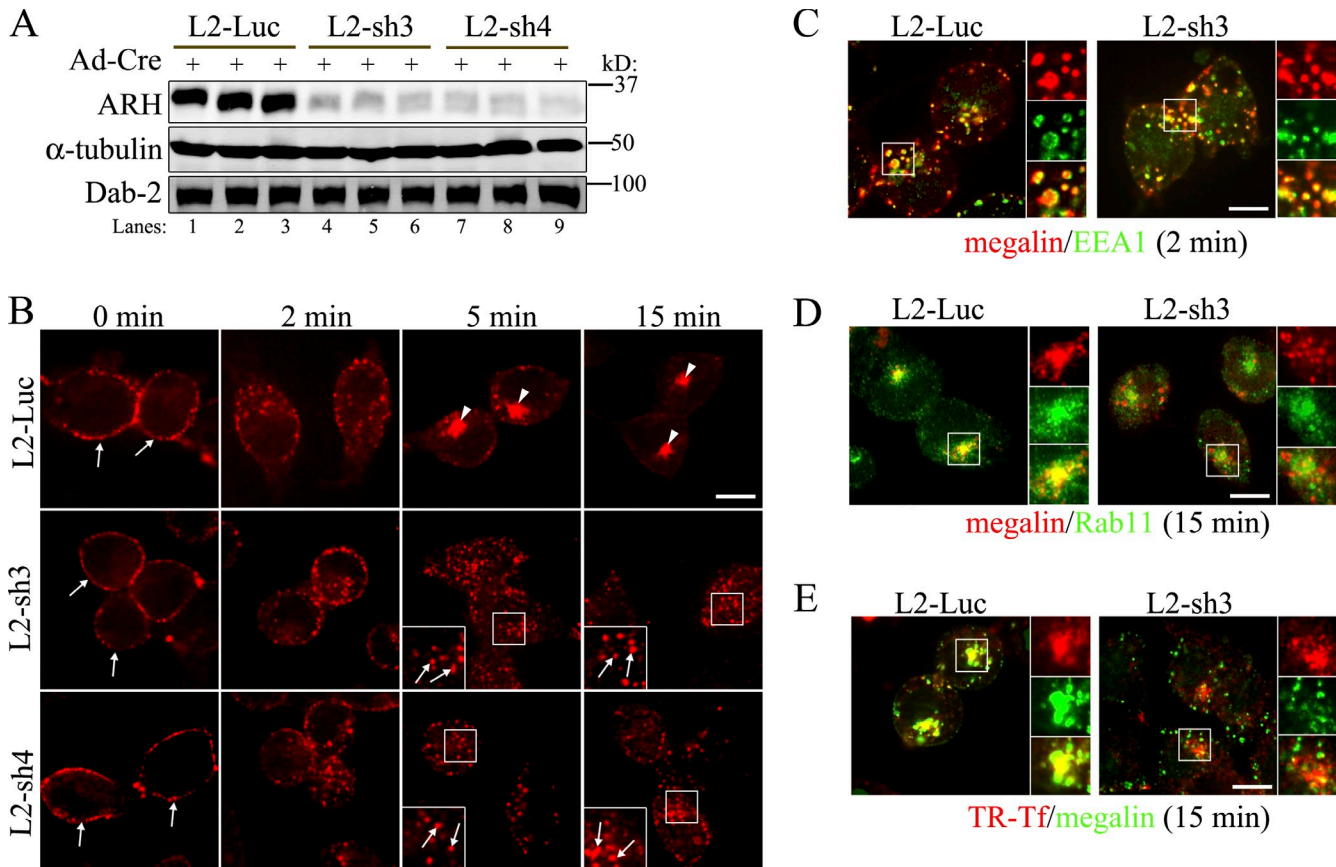 A
L2-Luc L2-sh3 L2-sh4
Ad-Cre + + + + + + + + + kD:
ARH 37
α-tubulin 50
Dab-2 100
Lanes: 1 2 3 4 5 6 7 8 9
B
0 min 2 min 5 min 15 min
L2-Luc
L2-sh3
L2-sh4
C
L2-Luc L2-sh3
megalin/EEA1 (2 min)
D
L2-Luc L2-sh3
megalin/Rab11 (15 min)
E
L2-Luc L2-sh3
TR-Tf/megalin (15 min)